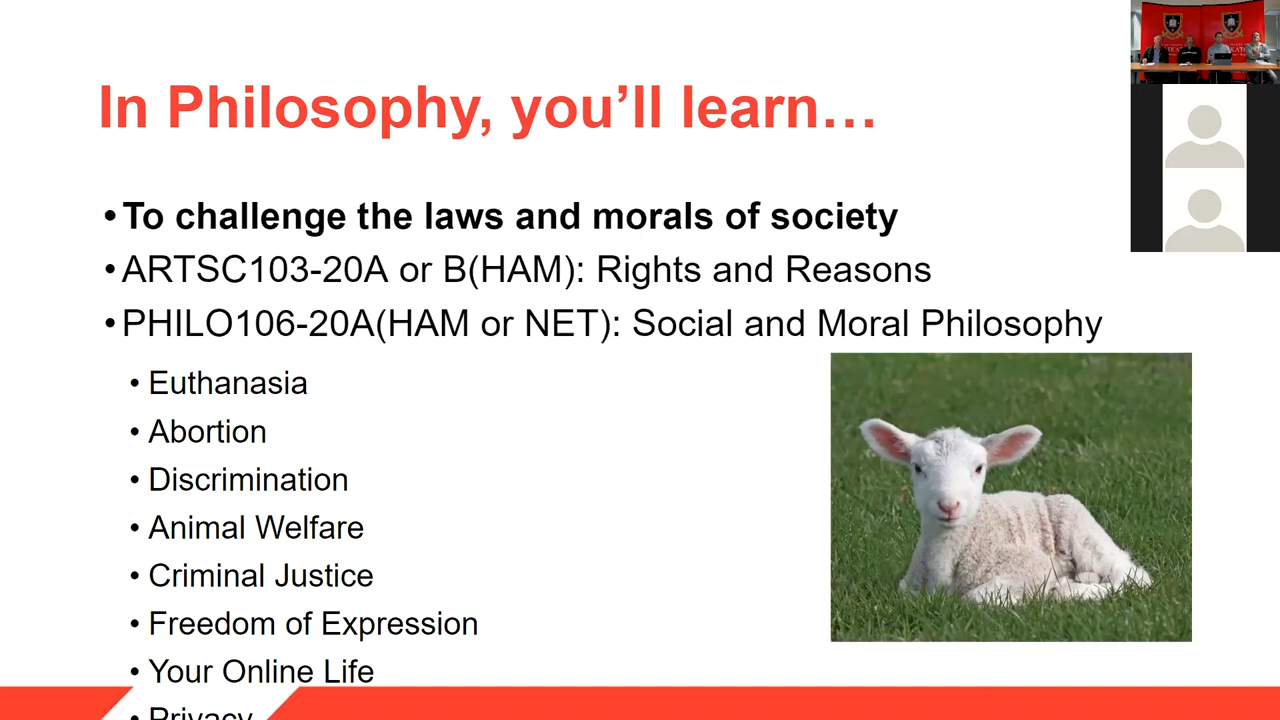 In Philosophy, you’ll learn…
•To challenge the laws and morals of society
•ARTSC103-20A or B(HAM): Rights and Reasons
•PHILO106-20A(HAM or NET): Social and Moral Philosophy
• Euthanasia
• Abortion
• Discrimination
• Animal Welfare
• Criminal Justice
• Freedom of Expression
• Your Online Life
• Privacy